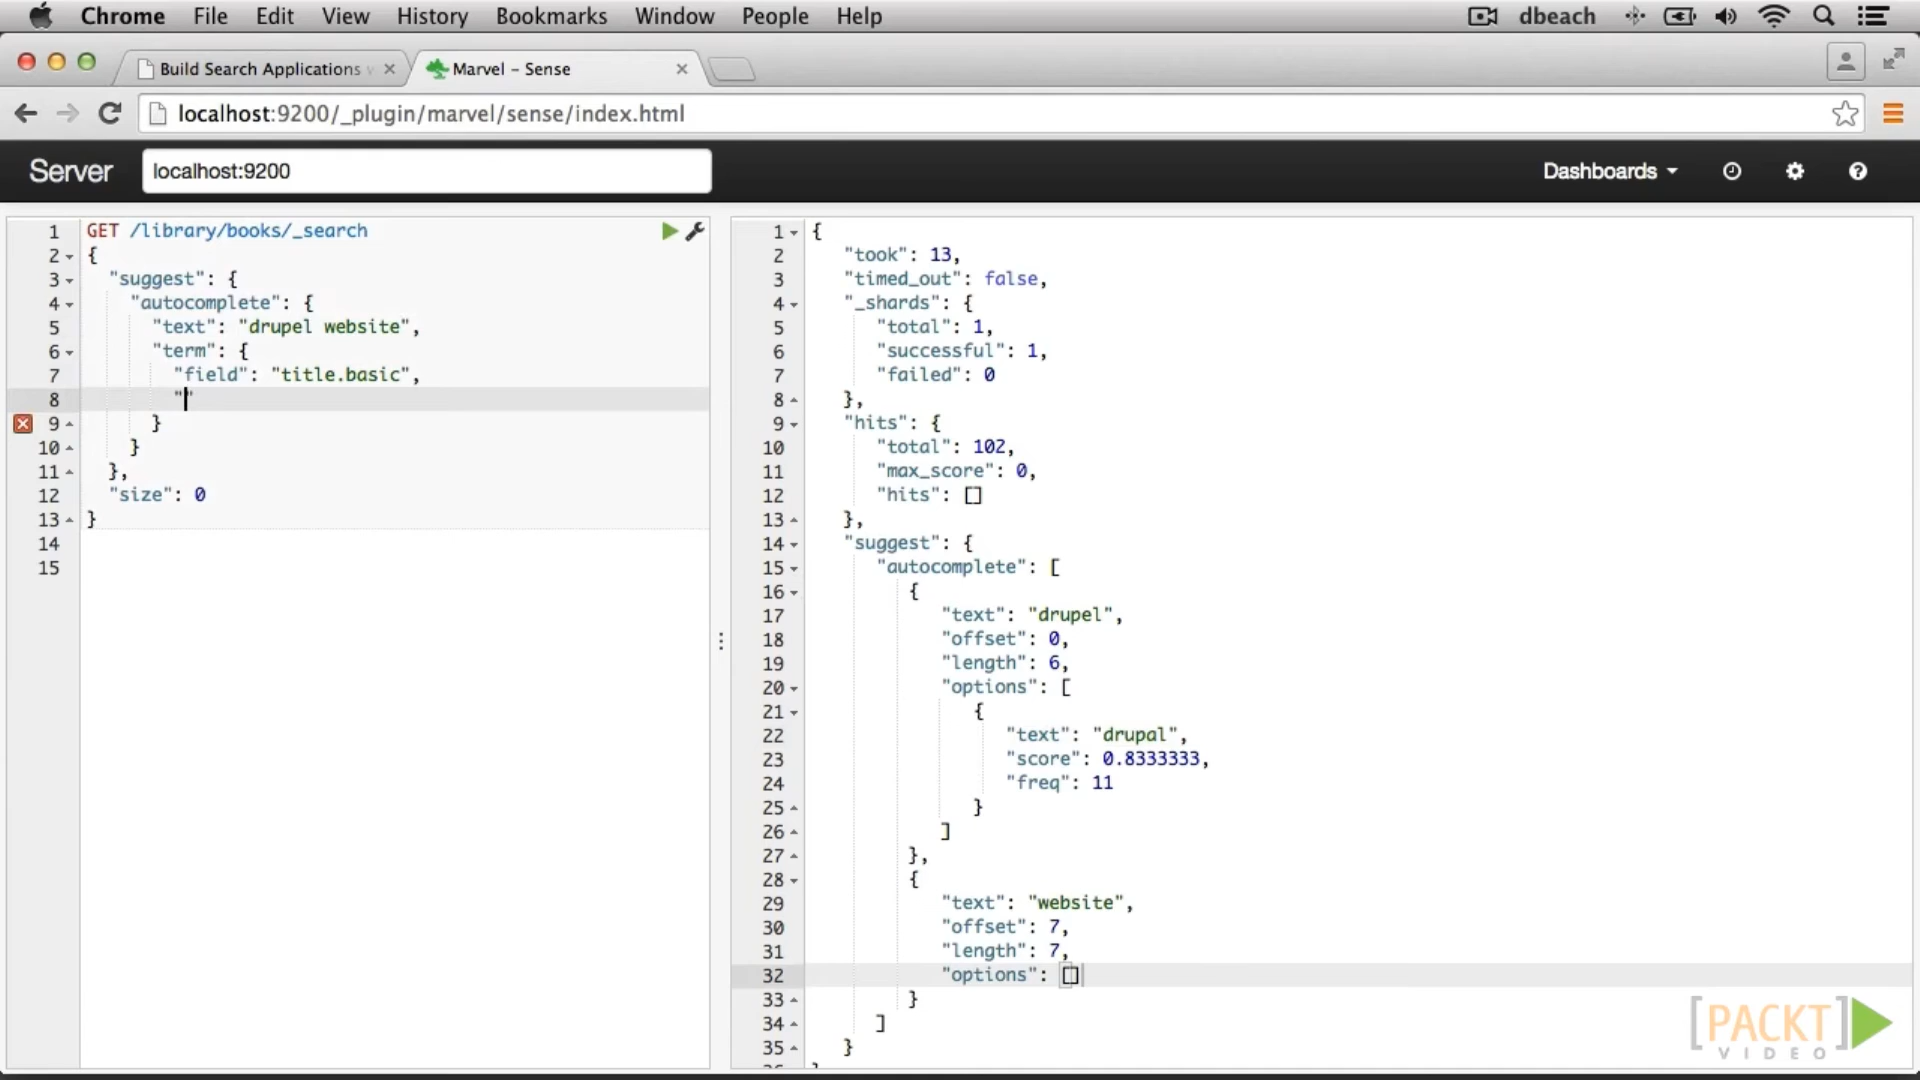 Chrome File Edit View History Bookmarks Window People Help dbeach
Build Search Applications w
Marvel – Sense
localhost:9200/_plugin/marvel/sense/index.html
Server localhost:9200 Dashboards
1 GET /library/books/_search
2 {
3 "suggest": {
4 "autocomplete": {
5 "text": "drupel website",
6 "term": {
7 "field": "title.basic",
8 ""
9 }
10 }
11 },
12 "size": 0
13 }
14
15
1 {
2 "took": 13,
3 "timed_out": false,
4 "_shards": {
5 "total": 1,
6 "successful": 1,
7 "failed": 0
8 },
9 "hits": {
10 "total": 102,
11 "max_score": 0,
12 "hits": []
13 },
14 "suggest": {
15 "autocomplete": [
16 {
17 "text": "drupel",
18 "offset": 0,
19 "length": 6,
20 "options": [
21 {
22 "text": "drupal",
23 "score": 0.8333333,
24 "freq": 11
25 }
26 ]
27 },
28 {
29 "text": "website",
30 "offset": 7,
31 "length": 7,
32 "options": []
33 }
34 ]
35 }
[PACKT]
VIDEO